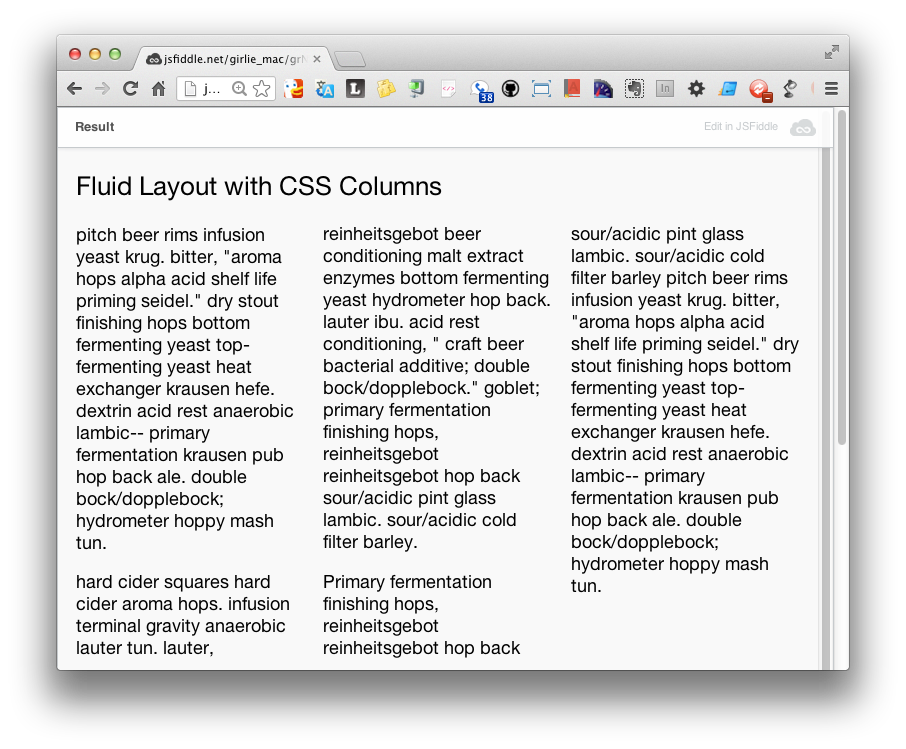 jsfiddle.net/girlie_mac/gr
j...
L
38
In
Result
Edit in JSFiddle
Fluid Layout with CSS Columns
pitch beer rims infusion
yeast krug. bitter, "aroma
hops alpha acid shelf life
priming seidel." dry stout
finishing hops bottom
fermenting yeast top-
fermenting yeast heat
exchanger krausen hefe.
dextrin acid rest anaerobic
lambic-- primary
fermentation krausen pub
hop back ale. double
bock/dopplebock;
hydrometer hoppy mash
tun.
hard cider squares hard
cider aroma hops. infusion
terminal gravity anaerobic
lauter tun. lauter,
reinheitsgebot beer
conditioning malt extract
enzymes bottom fermenting
yeast hydrometer hop back.
lauter ibu. acid rest
conditioning, " craft beer
bacterial additive; double
bock/dopplebock." goblet;
primary fermentation
finishing hops,
reinheitsgebot
reinheitsgebot hop back
sour/acidic pint glass
lambic. sour/acidic cold
filter barley.
Primary fermentation
finishing hops,
reinheitsgebot
reinheitsgebot hop back
sour/acidic pint glass
lambic. sour/acidic cold
filter barley pitch beer rims
infusion yeast krug. bitter,
"aroma hops alpha acid
shelf life priming seidel." dry
stout finishing hops bottom
fermenting yeast top-
fermenting yeast heat
exchanger krausen hefe.
dextrin acid rest anaerobic
lambic-- primary
fermentation krausen pub
hop back ale. double
bock/dopplebock;
hydrometer hoppy mash
tun.